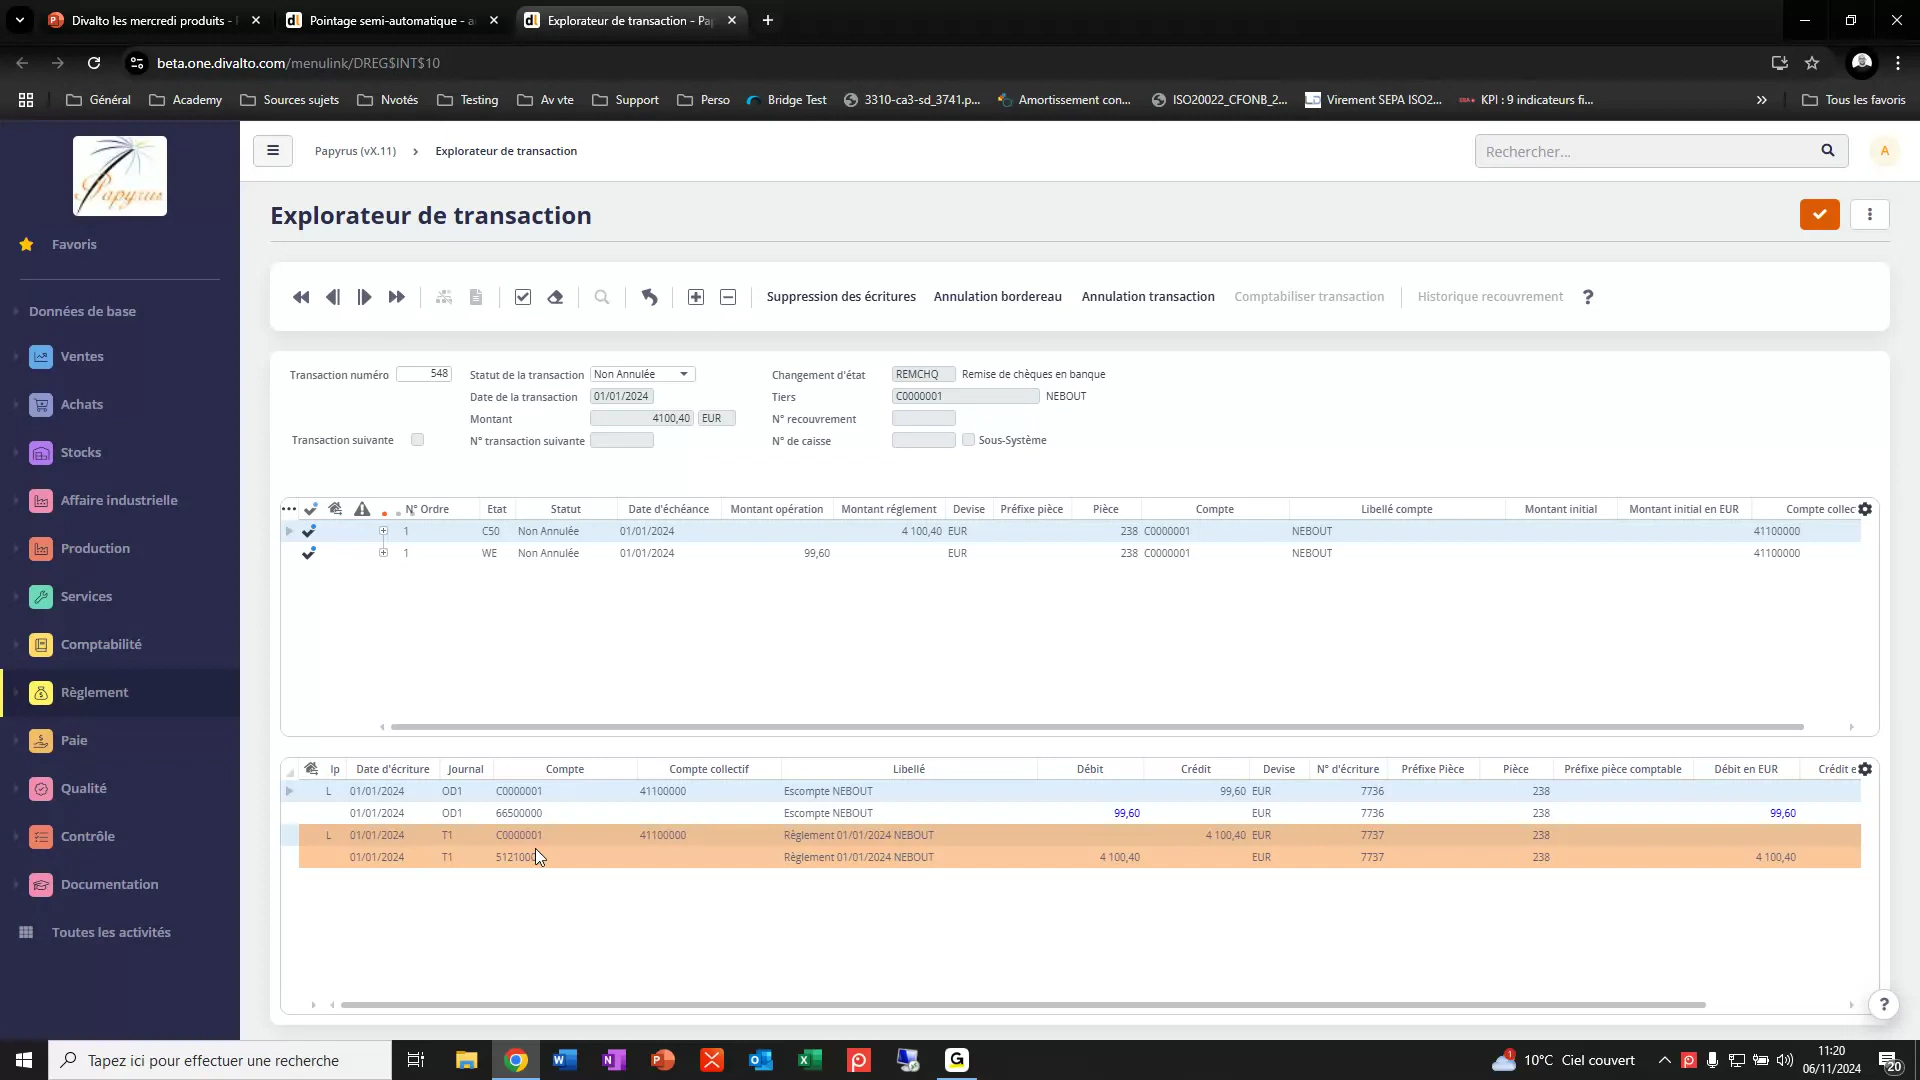 Divalto les mercredi produits -
Pointage semi-automatique - a
Explorateur de transaction - Pap
beta.one.divalto.com/menulink/DREG$INT$10
Général
Academy
Sources sujets
Nvotés
Testing
Av vte
Support
Perso
Bridge Test
3310-ca3-sd_3741.p...
Amortissement con...
ISO20022_CFONB_2...
Virement SEPA ISO2...
KPI : 9 indicateurs fi...
Tous les favoris
Papyrus
Papyrus (vX.11) > Explorateur de transaction
Rechercher...
A
Explorateur de transaction
Favoris
Données de base
Ventes
Achats
Stocks
Affaire industrielle
Production
Services
Comptabilité
Règlement
Paie
Qualité
Contrôle
Documentation
Toutes les activités
Suppression des écritures Annulation bordereau Annulation transaction Comptabiliser transaction Historique recouvrement ?
Transaction numéro 548 Statut de la transaction Non Annulée Changement d'état REMCHQ Remise de chèques en banque
Date de la transaction 01/01/2024 Tiers C0000001 NEBOUT
Montant 4100,40 EUR N° recouvrement
Transaction suivante N° transaction suivante N° de caisse Sous-Système
N° Ordre Etat Statut Date d'échéance Montant opération Montant réglement Devise Préfixe pièce Pièce Compte Libellé compte Montant initial Montant initial en EUR Compte collec
1 C50 Non Annulée 01/01/2024 4 100,40 EUR 238 C0000001 NEBOUT 41100000
1 WE Non Annulée 01/01/2024 99,60 EUR 238 C0000001 NEBOUT 41100000
lp Date d'écriture Journal Compte Compte collectif Libellé Débit Crédit Devise N° d'écriture Préfixe Pièce Pièce Préfixe pièce comptable Débit en EUR Crédit e
L 01/01/2024 OD1 C0000001 41100000 Escompte NEBOUT 99,60 EUR 7736 238
01/01/2024 OD1 66500000 Escompte NEBOUT 99,60 EUR 7736 238 99,60
L 01/01/2024 T1 C0000001 41100000 Règlement 01/01/2024 NEBOUT 4 100,40 EUR 7737 238
01/01/2024 T1 512100 Règlement 01/01/2024 NEBOUT 4 100,40 EUR 7737 238 4 100,40
?
Tapez ici pour effectuer une recherche
10°C Ciel couvert
11:20
06/11/2024
20